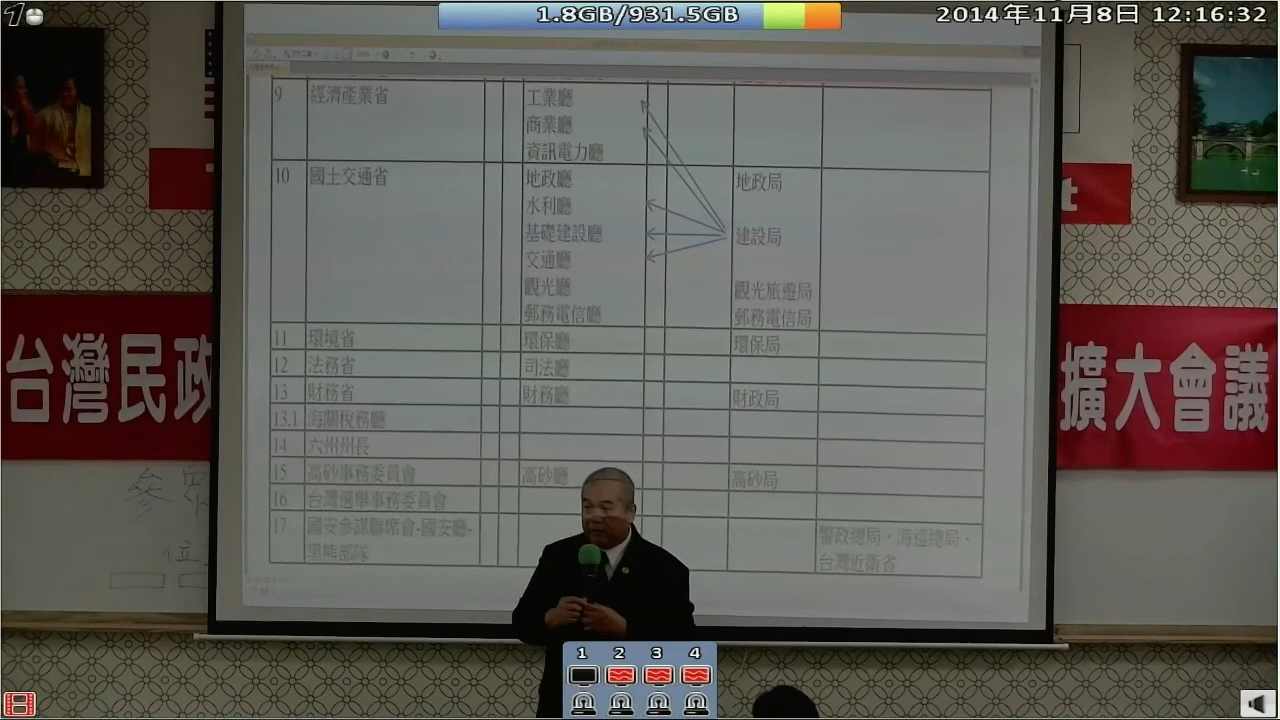 1.8GB/931.5GB
2014年11月8日 12:16:32
9 經濟產業省 工業廳
商業廳
資訊電力廳
10 國土交通省 地政廳 地政局
水利廳
基礎建設廳 建設局
交通廳
觀光廳 觀光旅遊局
郵務電信廳 郵務電信局
11 環境省 環保廳 環保局
12 法務省 司法廳
13 財務省 財務廳 財政局
13.1 海關稅務廳
14 六州州長
15 高砂事務委員會 高砂廳 高砂局
16 台灣選舉事務委員會
17 國安參謀聯席會-國安廳- 警政總局、海巡總局、
黑熊部隊 台灣近衛省
t
台灣民政
擴大會議
參眾
位
1 2 3 4